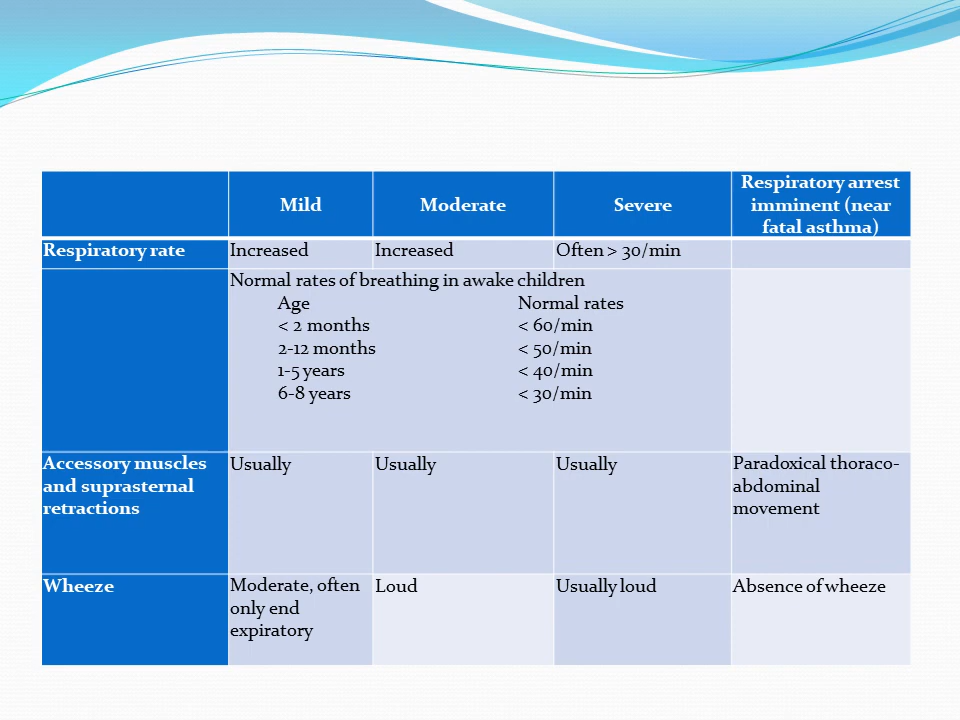 Mild Moderate Severe Respiratory arrest
imminent (near
fatal asthma)
Respiratory rate Increased Increased Often > 30/min
Normal rates of breathing in awake children
Age Normal rates
< 2 months < 60/min
2-12 months < 50/min
1-5 years < 40/min
6-8 years < 30/min
Accessory muscles Usually Usually Usually Paradoxical thoraco-
and suprasternal abdominal
retractions movement
Wheeze Moderate, often Loud Usually loud Absence of wheeze
only end
expiratory